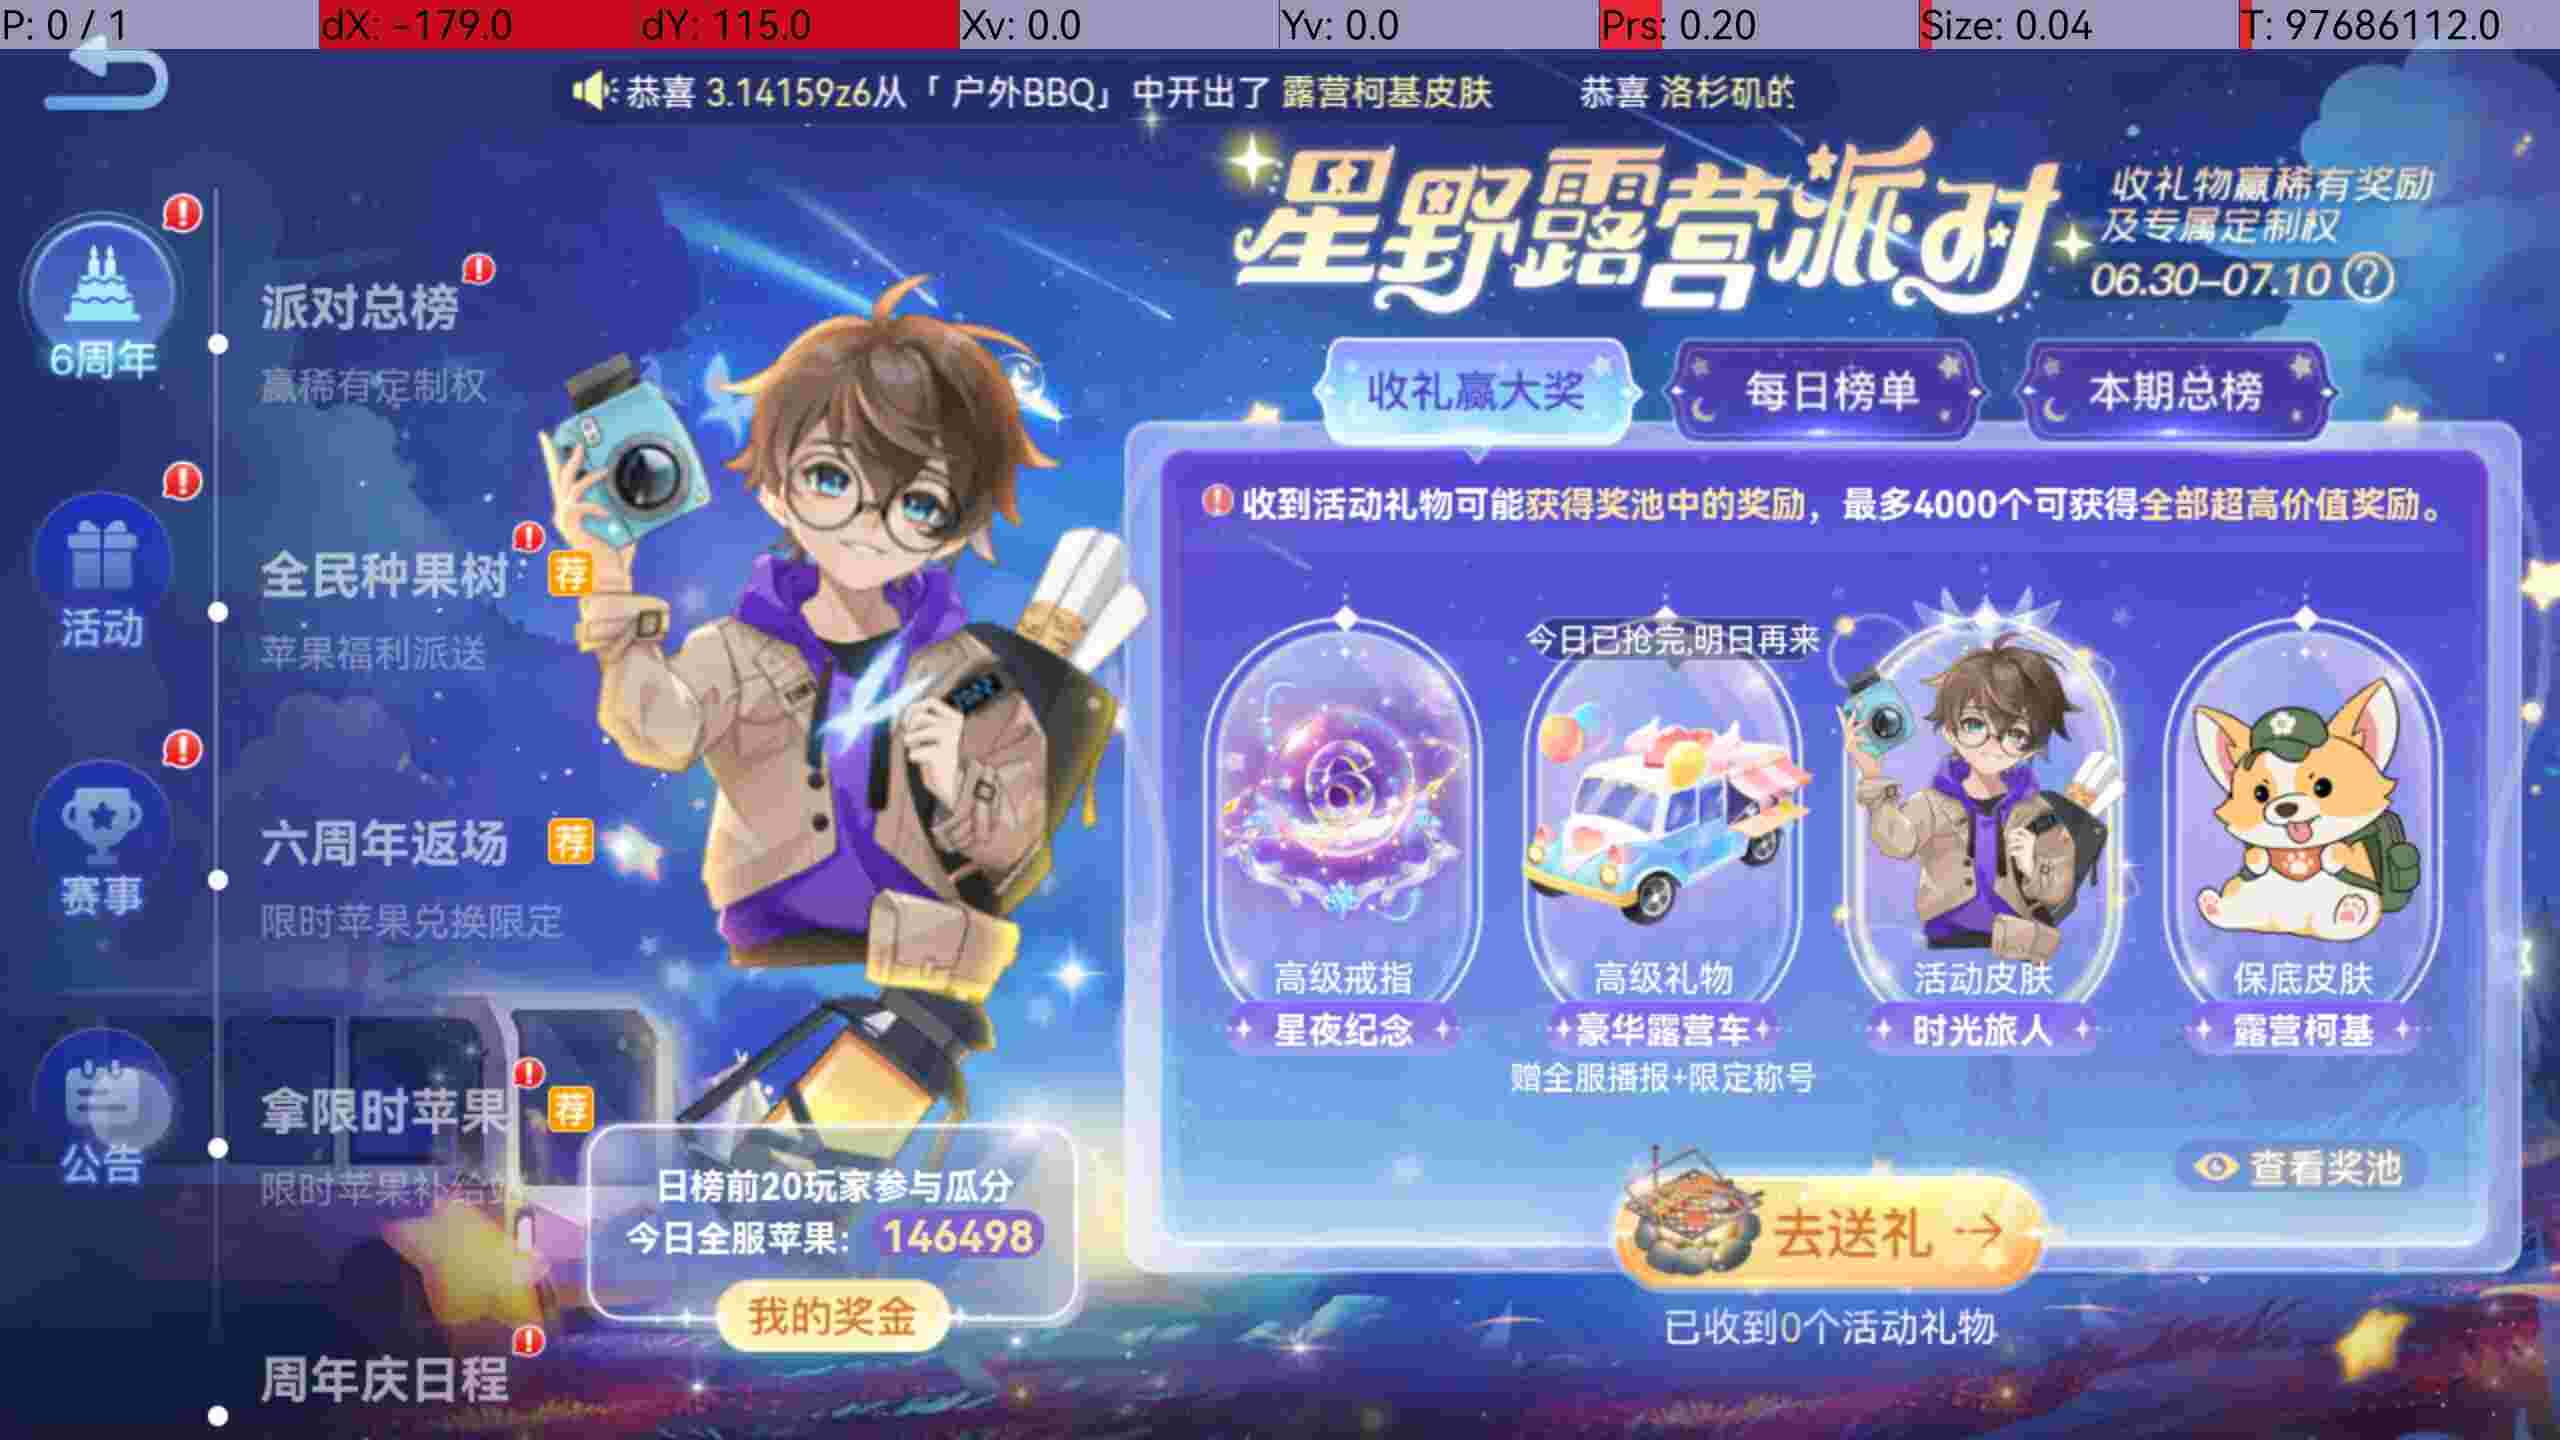 P: 0 / 1
dX: -179.0
dY: 115.0
Xv: 0.0
Yv: 0.0
Prs: 0.20
Size: 0.04
T: 97686112.0
恭喜 3.14159z6从「 户外BBQ」中开出了 露营柯基皮肤
恭喜 洛杉矶的
星野露营派对
收礼物赢稀有奖励
及专属定制权
06.30-07.10 ?
6周年
活动
赛事
公告
派对总榜
赢稀有定制权
全民种果树
荐
苹果福利派送
六周年返场
荐
限时苹果兑换限定
拿限时苹果
荐
限时苹果补给
周年庆日程
日榜前20玩家参与瓜分
今日全服苹果： 146498
我的奖金
收礼赢大奖
每日榜单
本期总榜
收到活动礼物可能获得奖池中的奖励，最多4000个可获得全部超高价值奖励。
6
高级戒指
星夜纪念
今日已抢完,明日再来
高级礼物
豪华露营车
赠全服播报+限定称号
活动皮肤
时光旅人
保底皮肤
露营柯基
查看奖池
去送礼
已收到0个活动礼物